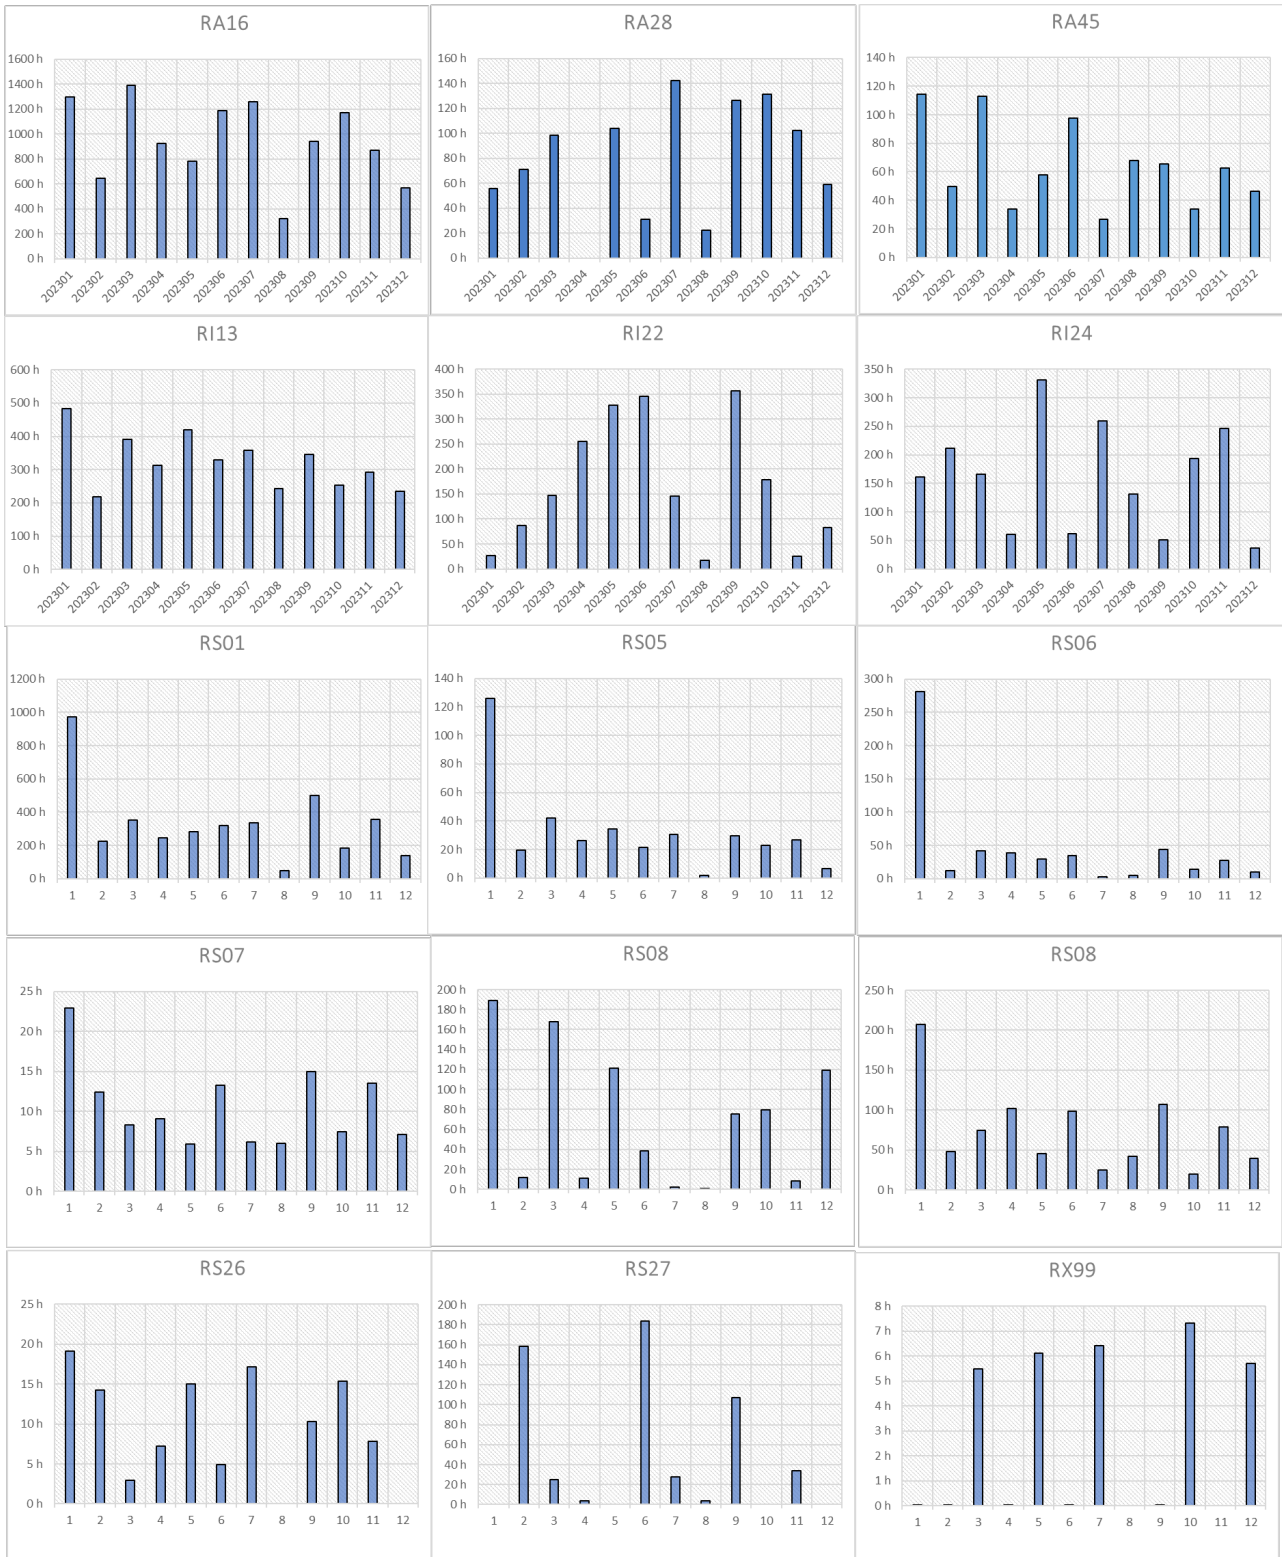 RA16
1600 h
1400 h
1200 h
1000 h
800 h
600 h
400 h
200 h
0 h
202301 202302 202303 202304 202305 202306 202307 202308 202309 202310 202311 202312
RA28
160 h
140 h
120 h
100 h
80 h
60 h
40 h
20 h
0 h
202301 202302 202303 202304 202305 202306 202307 202308 202309 202310 202311 202312
RA45
140 h
120 h
100 h
80 h
60 h
40 h
20 h
0 h
202301 202302 202303 202304 202305 202306 202307 202308 202309 202310 202311 202312
RI13
600 h
500 h
400 h
300 h
200 h
100 h
0 h
202301 202302 202303 202304 202305 202306 202307 202308 202309 202310 202311 202312
RI22
400 h
350 h
300 h
250 h
200 h
150 h
100 h
50 h
0 h
202301 202302 202303 202304 202305 202306 202307 202308 202309 202310 202311 202312
RI24
350 h
300 h
250 h
200 h
150 h
100 h
50 h
0 h
202301 202302 202303 202304 202305 202306 202307 202308 202309 202310 202311 202312
RS01
1200 h
1000 h
800 h
600 h
400 h
200 h
0 h
1 2 3 4 5 6 7 8 9 10 11 12
RS05
140 h
120 h
100 h
80 h
60 h
40 h
20 h
0 h
1 2 3 4 5 6 7 8 9 10 11 12
RS06
300 h
250 h
200 h
150 h
100 h
50 h
0 h
1 2 3 4 5 6 7 8 9 10 11 12
RS07
25 h
20 h
15 h
10 h
5 h
0 h
1 2 3 4 5 6 7 8 9 10 11 12
RS08
200 h
180 h
160 h
140 h
120 h
100 h
80 h
60 h
40 h
20 h
0 h
1 2 3 4 5 6 7 8 9 10 11 12
RS08
250 h
200 h
150 h
100 h
50 h
0 h
1 2 3 4 5 6 7 8 9 10 11 12
RS26
25 h
20 h
15 h
10 h
5 h
0 h
1 2 3 4 5 6 7 8 9 10 11 12
RS27
200 h
180 h
160 h
140 h
120 h
100 h
80 h
60 h
40 h
20 h
0 h
1 2 3 4 5 6 7 8 9 10 11 12
RX99
8 h
7 h
6 h
5 h
4 h
3 h
2 h
1 h
0 h
1 2 3 4 5 6 7 8 9 10 11 12